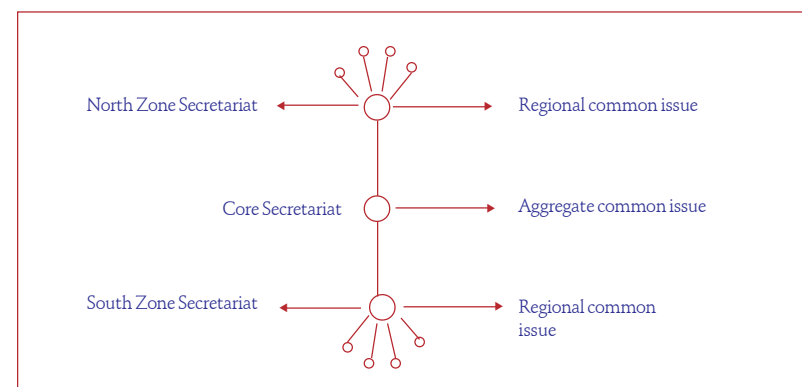 North Zone Secretariat
Regional common issue
Core Secretariat
Aggregate common issue
South Zone Secretariat
Regional common
issue